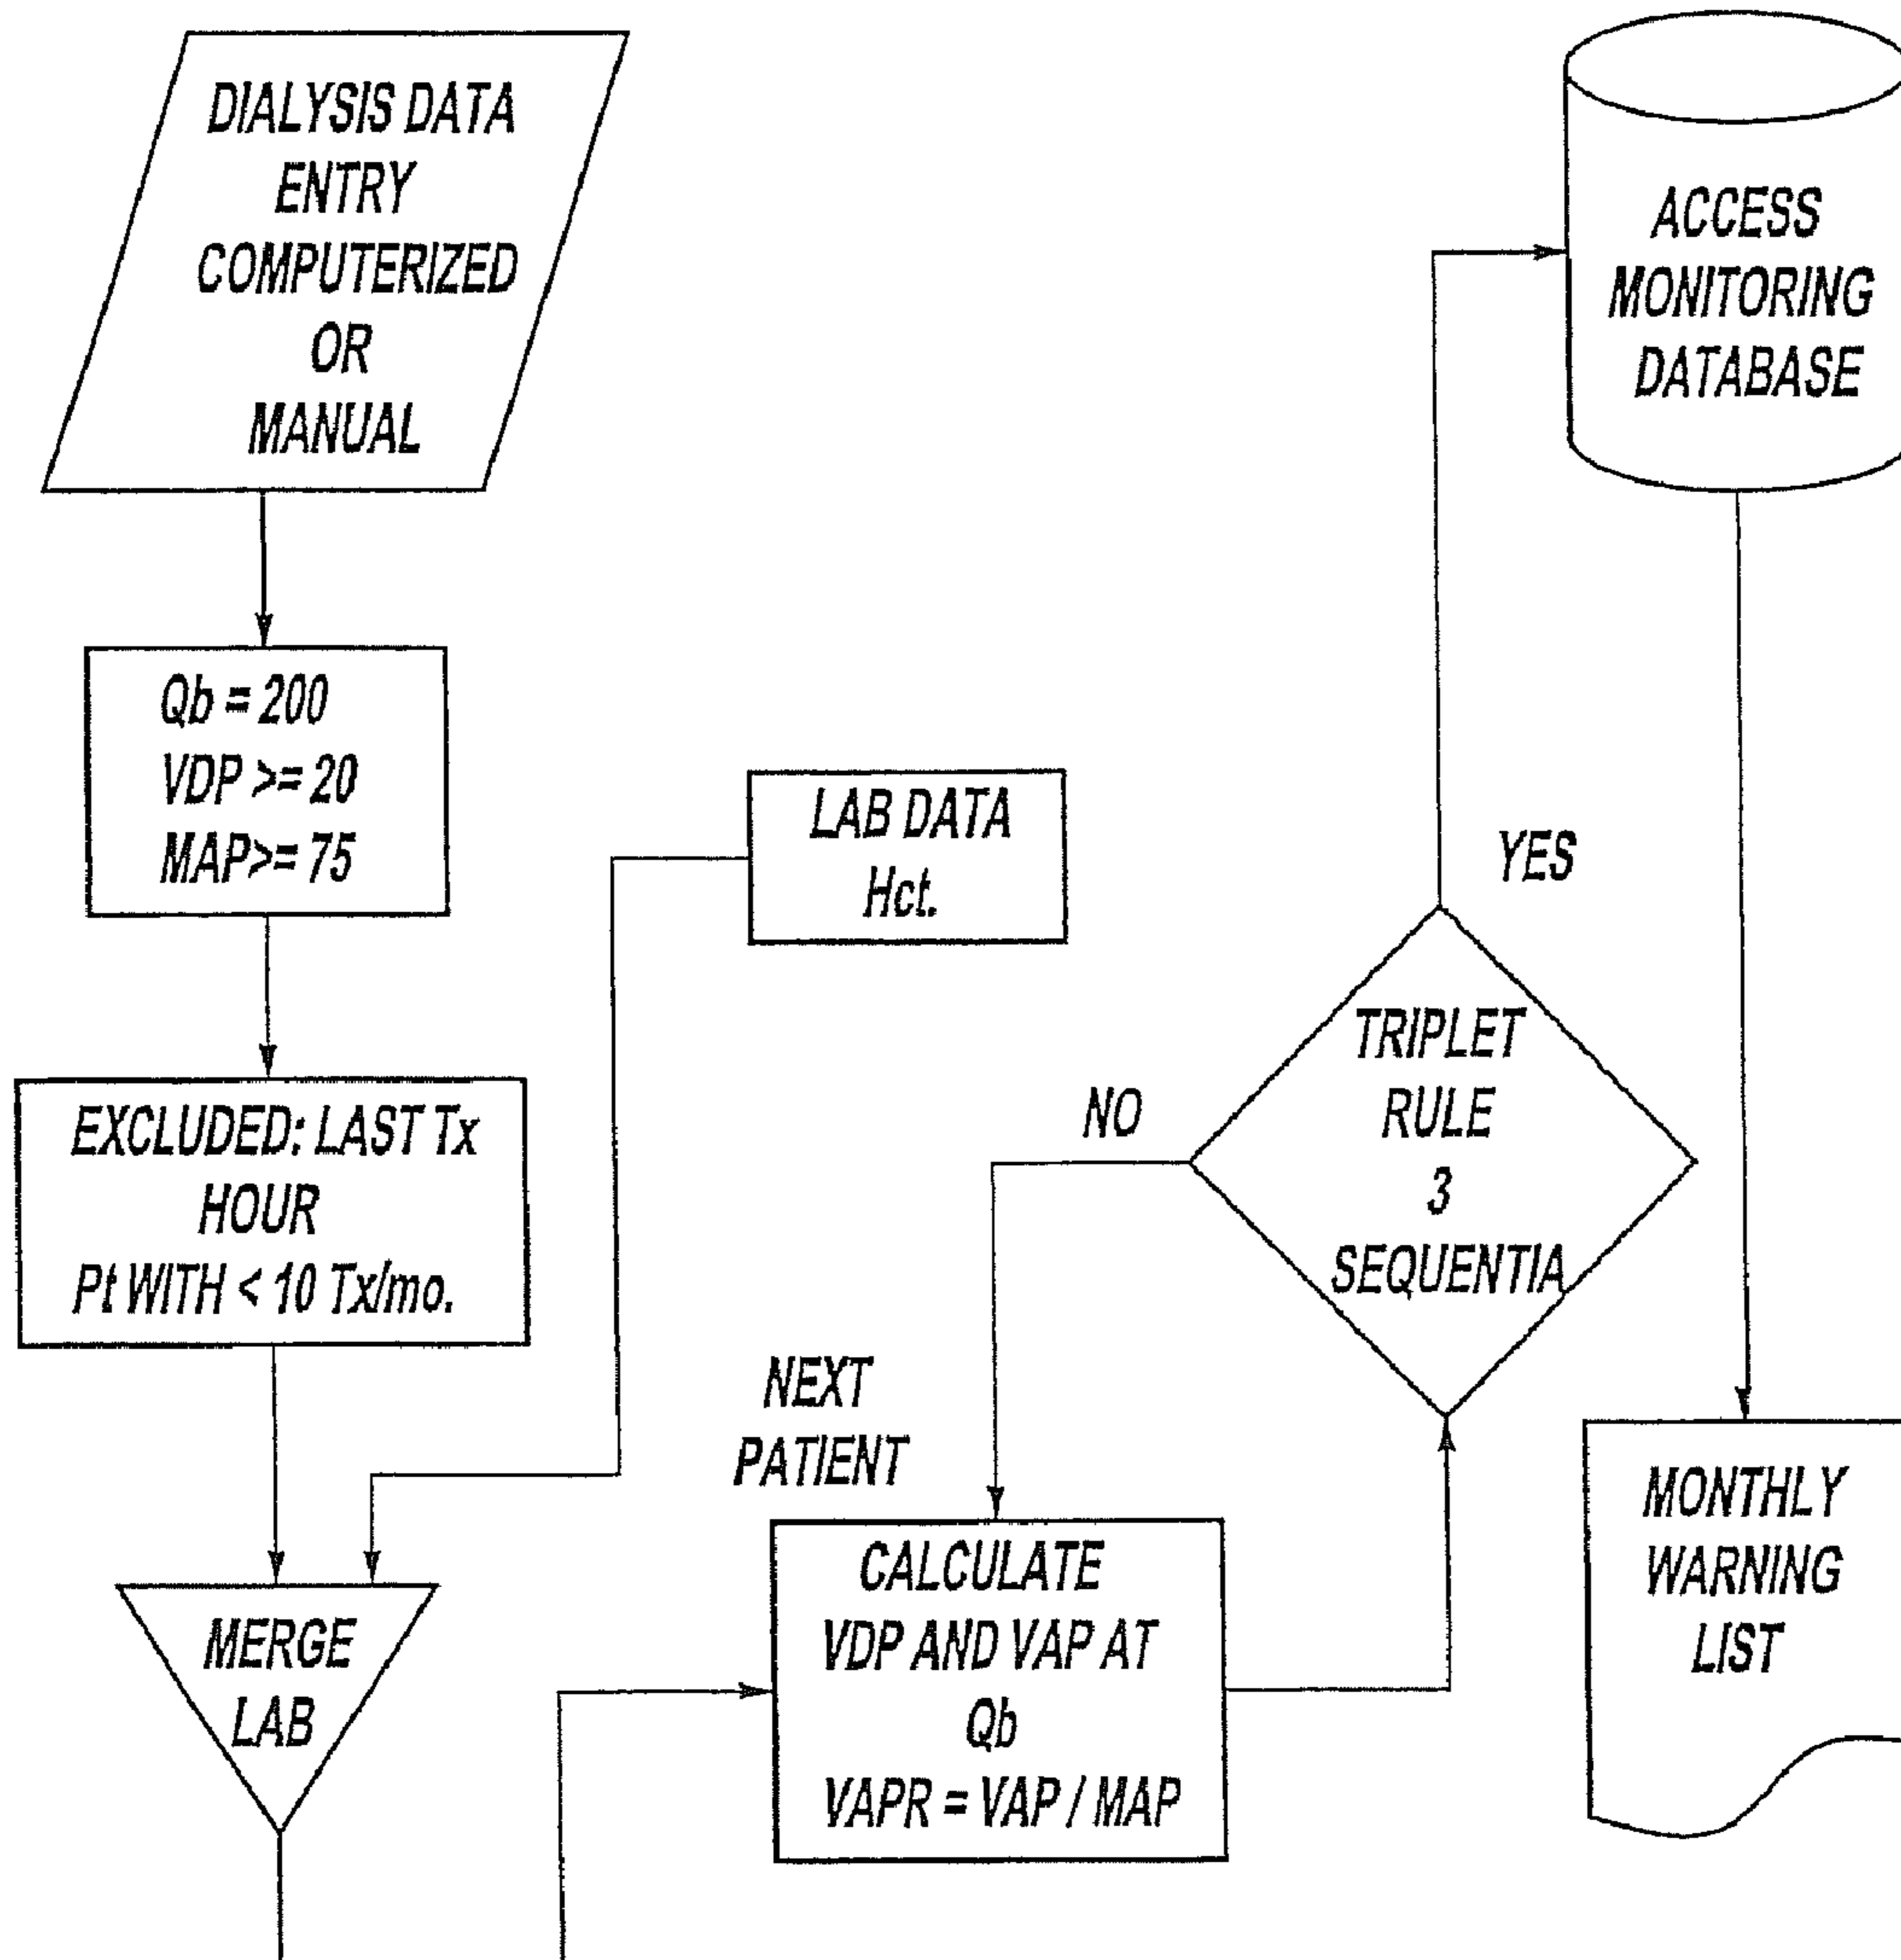 DIALYSIS DATA
ENTRY
COMPUTERIZED
OR
MANUAL
Qb = 200
VDP >= 20
MAP>= 75
EXCLUDED: LAST Tx
HOUR
Pt WITH < 10 Tx/mo.
LAB DATA
Hct.
MERGE
LAB
NEXT
PATIENT
CALCULATE
VDP AND VAP AT
Qb
VAPR = VAP / MAP
NO
TRIPLET
RULE
3
SEQUENTIA
YES
ACCESS
MONITORING
DATABASE
MONTHLY
WARNING
LIST